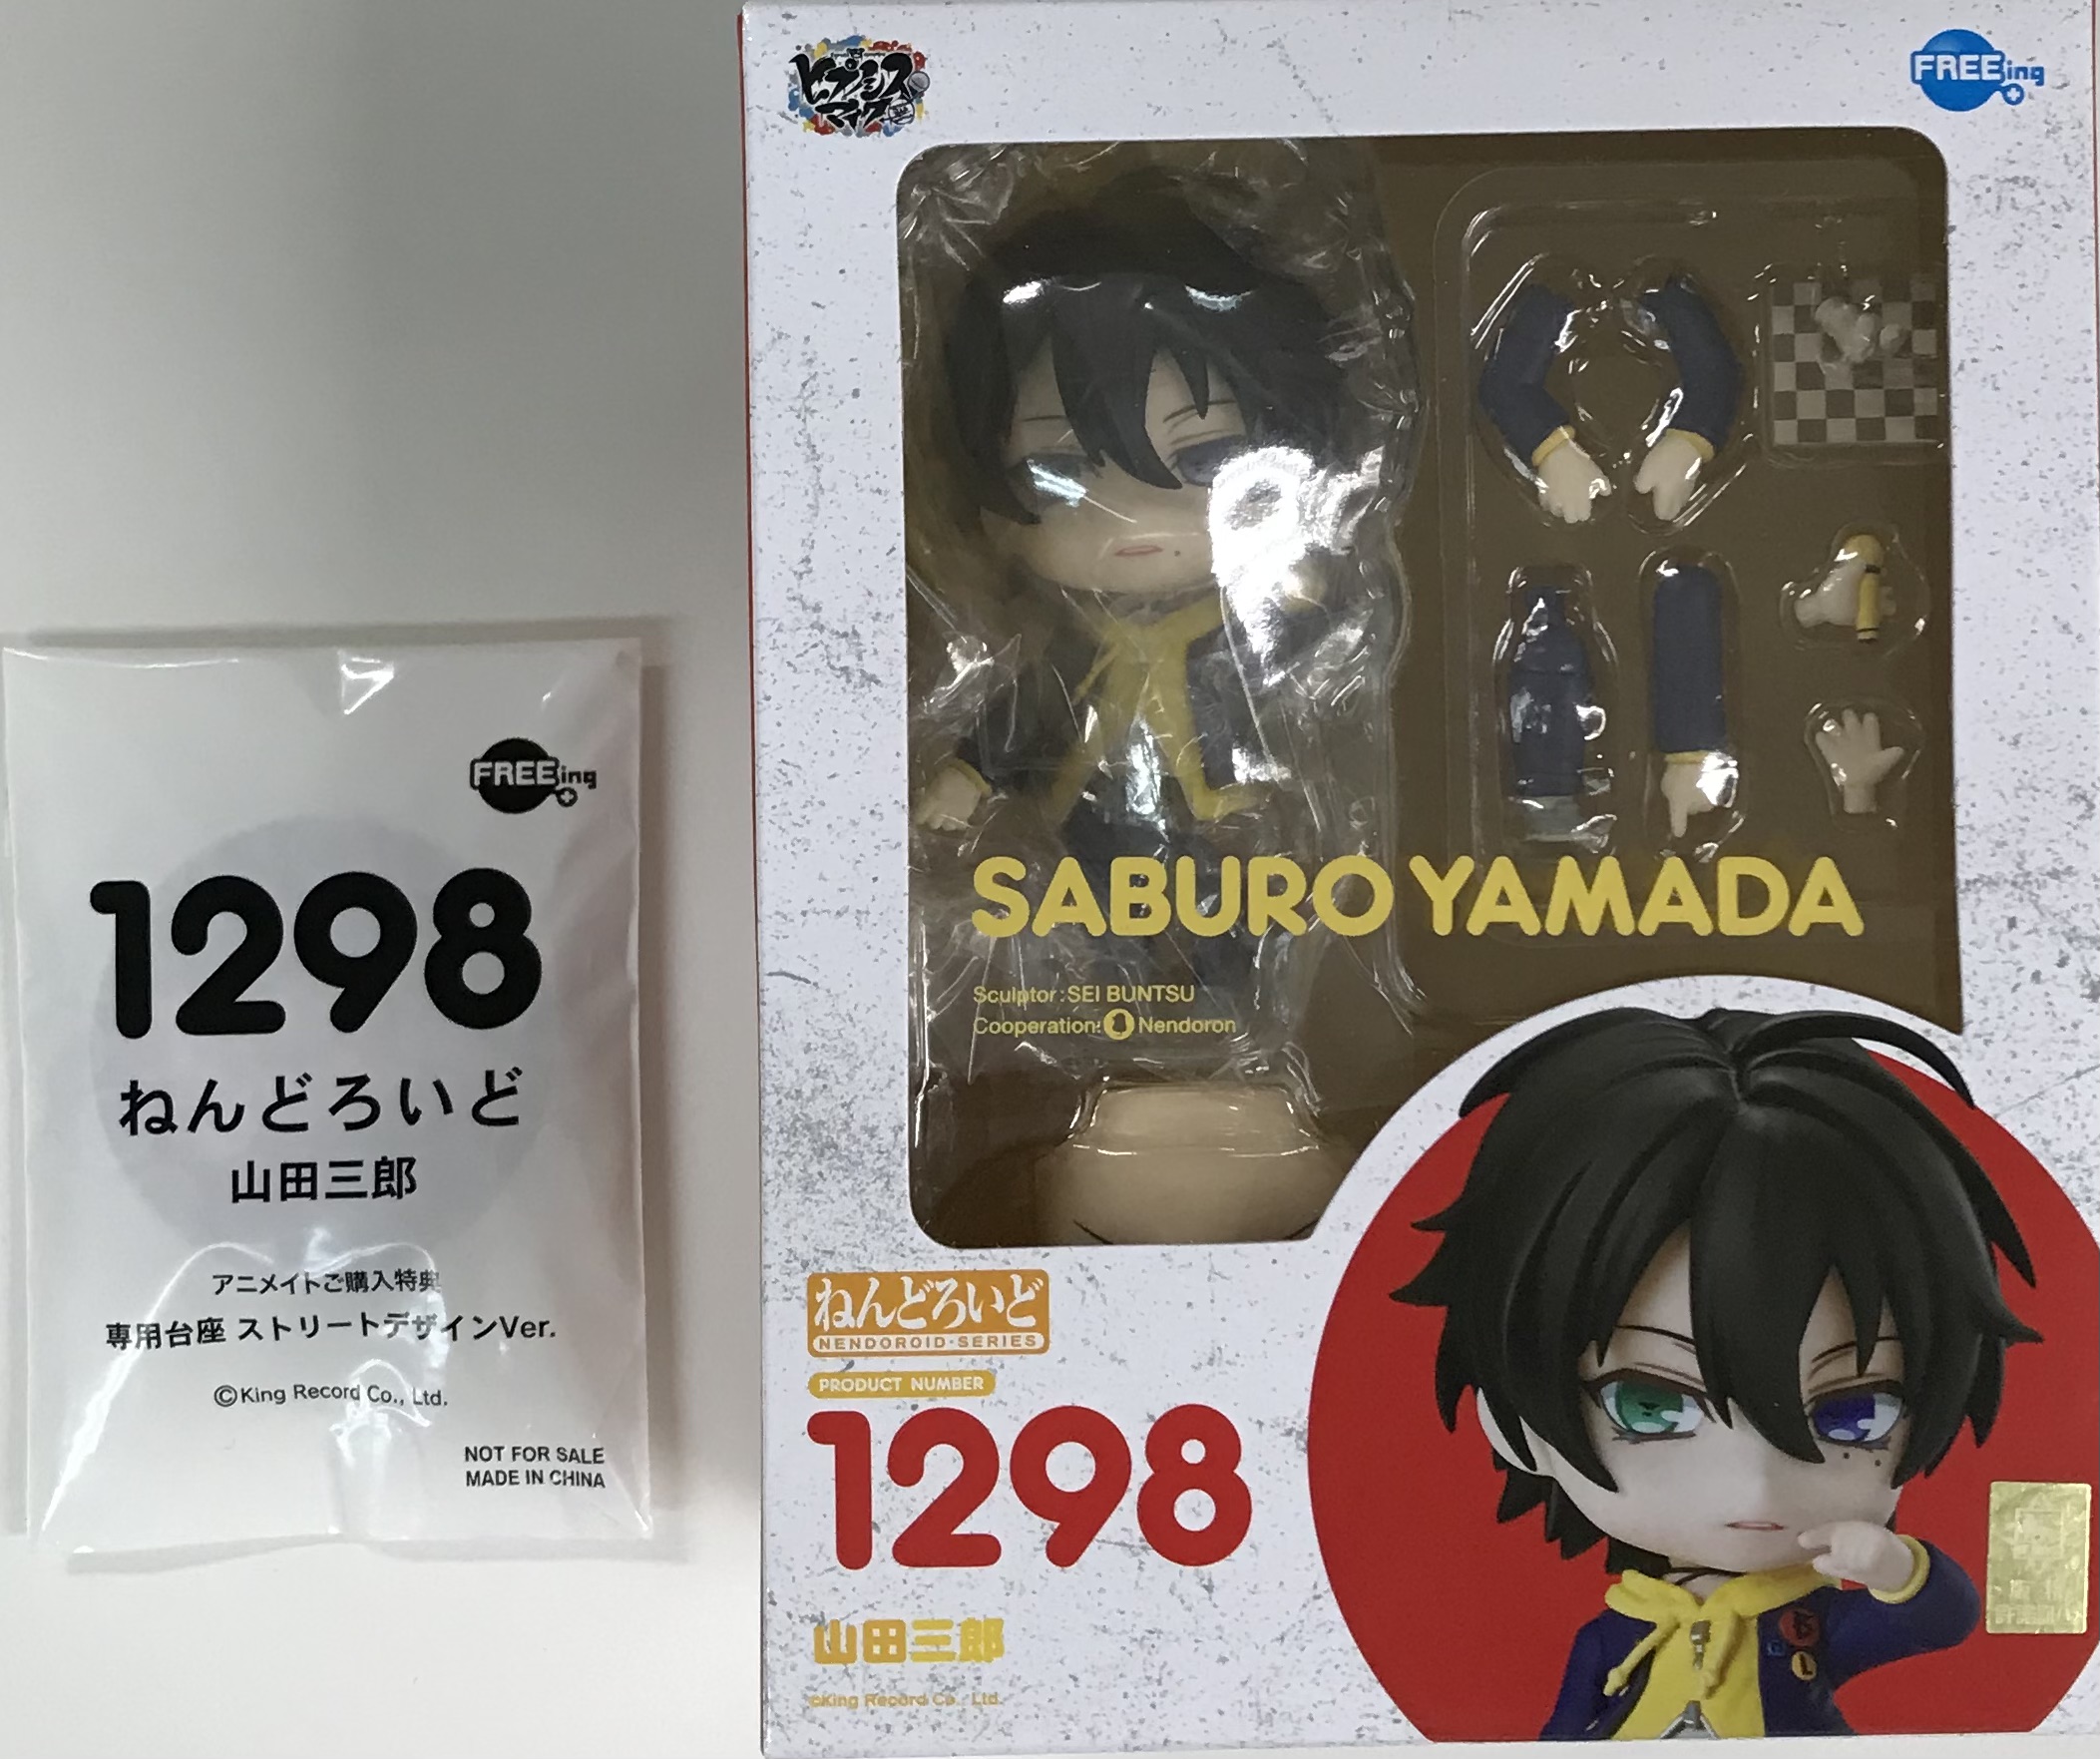 FREEing
1298
ねんどろいど
山田三郎
アニメイトご購入特典
専用台座 ストリートデザインVer.
©King Record Co., Ltd.
NOT FOR SALE
MADE IN CHINA
ヒプノシス
マイク
FREEing
SABURO YAMADA
Sculptor:SEI BUNTSU
Cooperation: Nendoron
ねんどろいど
NENDOROID·SERIES
PRODUCT NUMBER
1298
山田三郎
©King Record Co., Ltd.